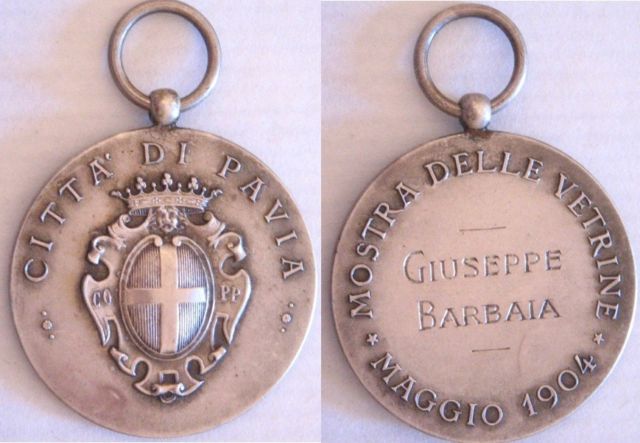 CITTA' DI PAVIA
CO PP
MOSTRA DELLE VETRINE
GIUSEPPE
BARBAIA
* MAGGIO 1904 *